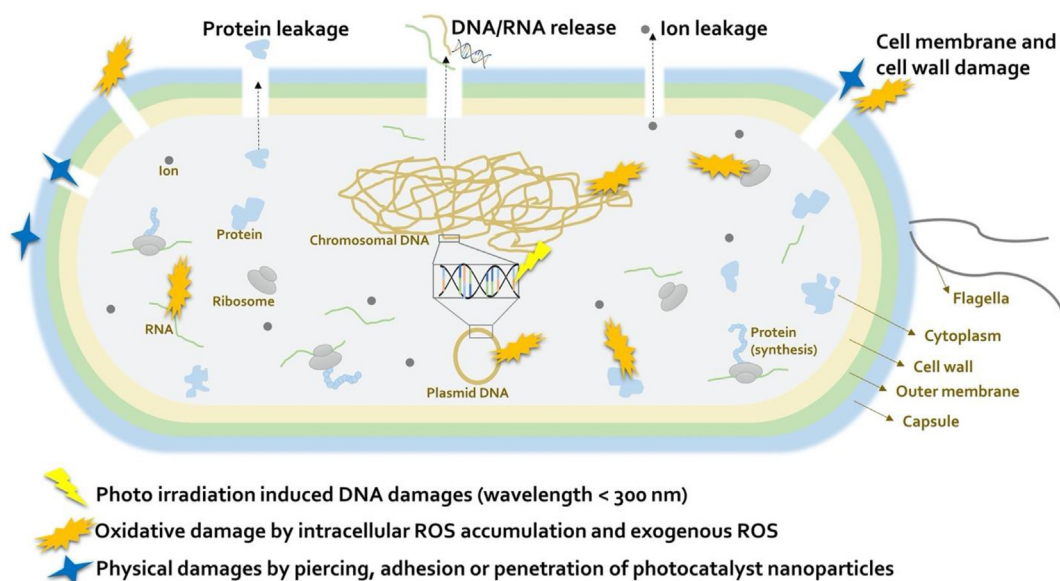 Protein leakage
DNA/RNA release
Ion leakage
Cell membrane and
cell wall damage
Ion
Protein
Chromosomal DNA
Ribosome
RNA
Plasmid DNA
Protein
(synthesis)
Flagella
Cytoplasm
Cell wall
Outer membrane
Capsule
Photo irradiation induced DNA damages (wavelength < 300 nm)
Oxidative damage by intracellular ROS accumulation and exogenous ROS
Physical damages by piercing, adhesion or penetration of photocatalyst nanoparticles